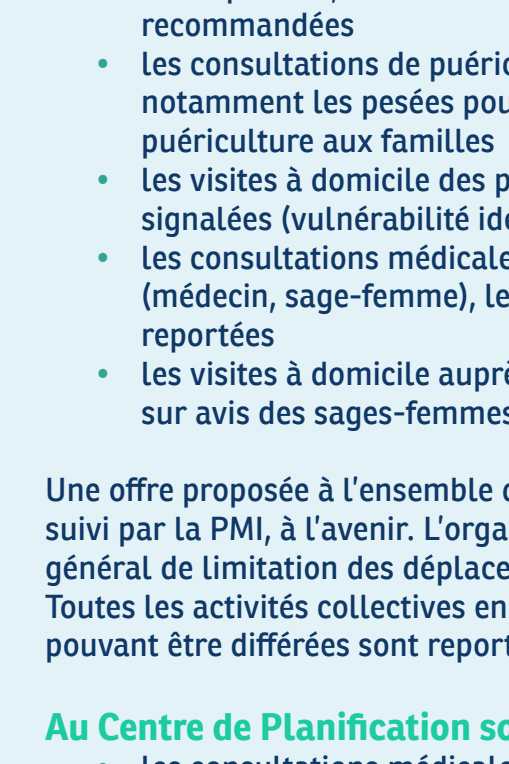 recommandées
• les consultations de puéric
notamment les pesées pou
puériculture aux familles
• les visites à domicile des p
signalées (vulnérabilité ide
• les consultations médicale
(médecin, sage-femme), le
reportées
• les visites à domicile auprè
sur avis des sages-femmes
Une offre proposée à l'ensemble d
suivi par la PMI, à l'avenir. L'orga
général de limitation des déplace
Toutes les activités collectives en
pouvant être différées sont report
Au Centre de Planification so
• les consultations médicale